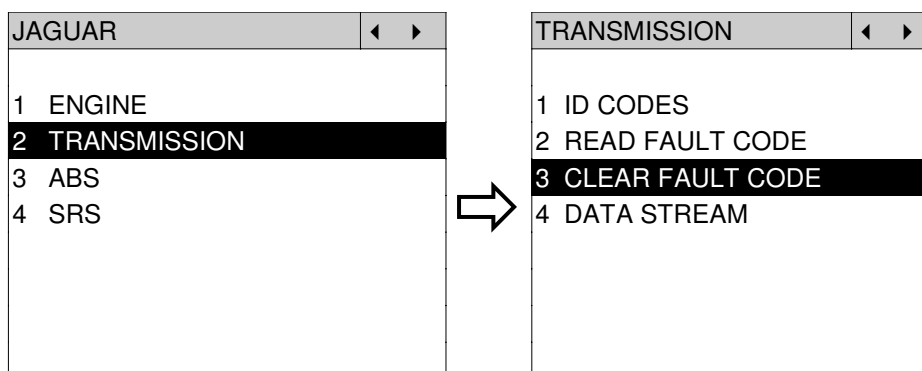 JAGUAR
1 ENGINE
2 TRANSMISSION
3 ABS
4 SRS
TRANSMISSION
1 ID CODES
2 READ FAULT CODE
3 CLEAR FAULT CODE
4 DATA STREAM